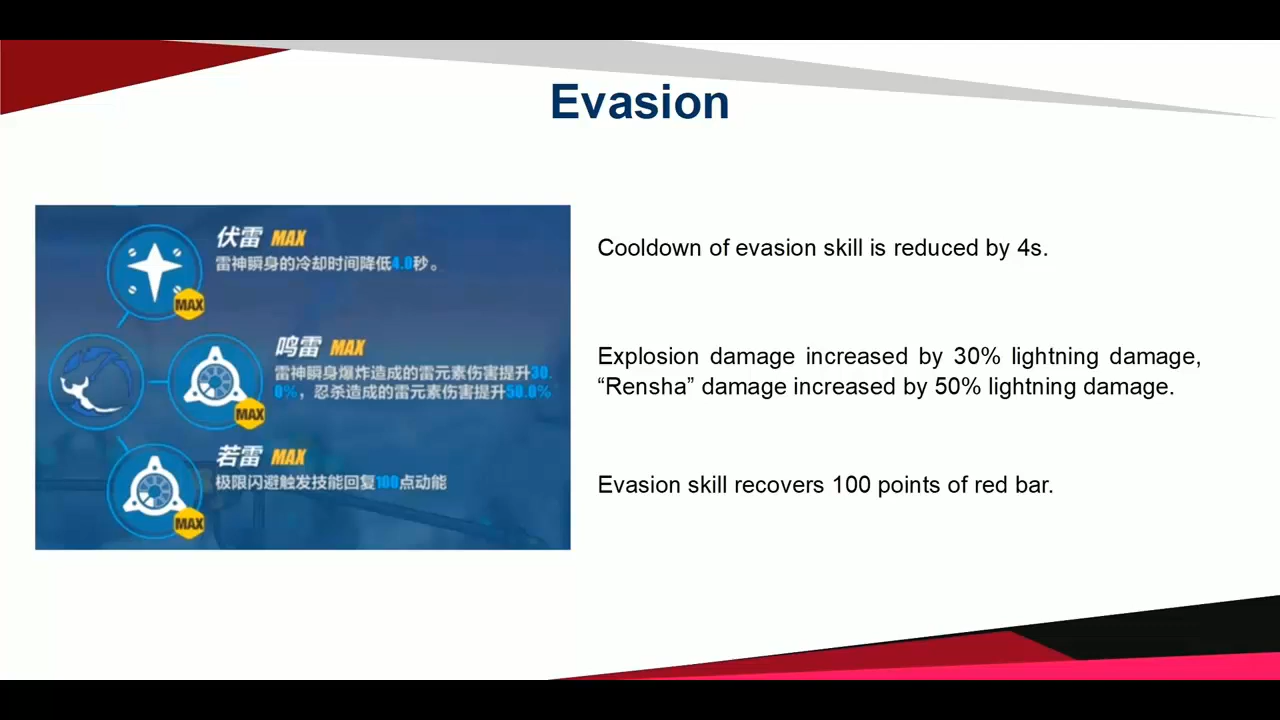 Evasion
伏雷 MAX
雷神瞬身的冷却时间降低4.0秒。
MAX
Cooldown of evasion skill is reduced by 4s.
鸣雷 MAX
雷神瞬身爆炸造成的雷元素伤害提升30.
0%，忍杀造成的雷元素伤害提升50.0%
MAX
Explosion damage increased by 30% lightning damage,
“Rensha” damage increased by 50% lightning damage.
若雷 MAX
极限闪避触发技能回复100点动能
MAX
Evasion skill recovers 100 points of red bar.